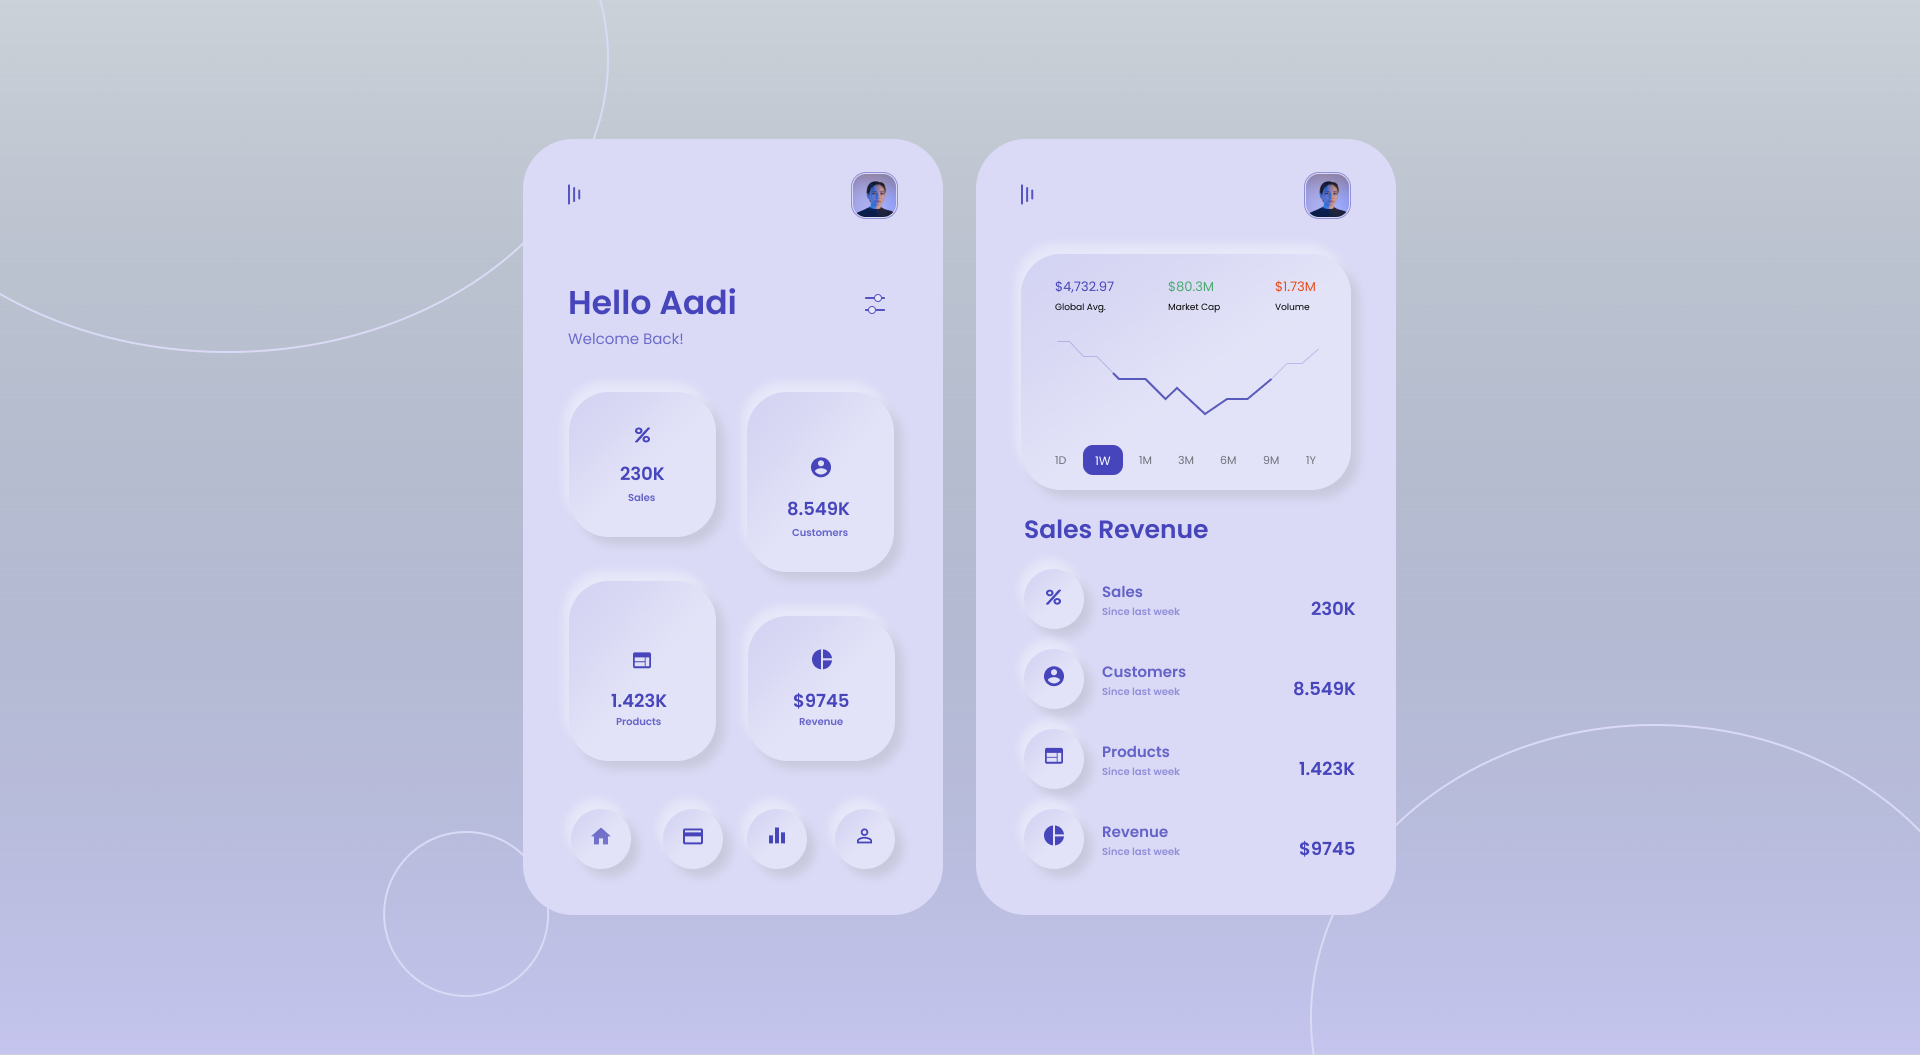 Hello Aadi
Welcome Back!
230K
Sales
8.549K
Customers
1.423K
Products
$9745
Revenue
$4,732.97 $80.3M $1.73M
Global Avg. Market Cap Volume
1D 1W 1M 3M 6M 9M 1Y
Sales Revenue
Sales
Since last week
230K
Customers
Since last week
8.549K
Products
Since last week
1.423K
Revenue
Since last week
$9745